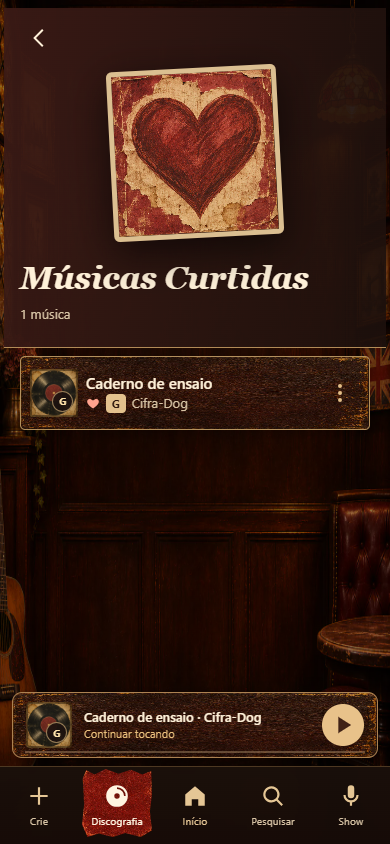 Músicas Curtidas
1 música
Caderno de ensaio
G
G Cifra-Dog
Caderno de ensaio · Cifra-Dog
G
Continuar tocando
Crie
Discografia
Início
Pesquisar
Show